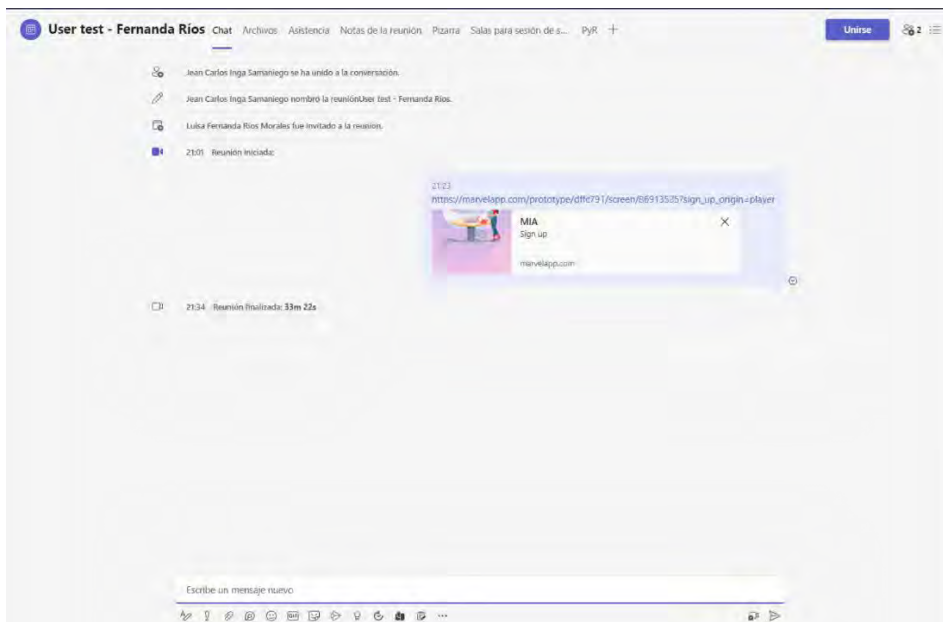 User test - Fernanda Ríos Chat Archivos Asistencia Notas de la reunión Pizarra Salas para sesión de s... PyR Unirse 2
Jean Carlos Inga Samaniego se ha unido a la conversación.
Jean Carlos Inga Samaniego nombró la reuniónUser test - Fernanda Rios.
Luisa Fernanda Rios Morales fue invitado a la reunión.
21:01 Reunión iniciada:
21:23
https://marvelapp.com/prototype/dffc791/screen/86913535?sign_up_origin=player
MIA
Sign up
marvelapp.com
21:34 Reunión finalizada: 33m 22s
Escribe un mensaje nuevo
GIF